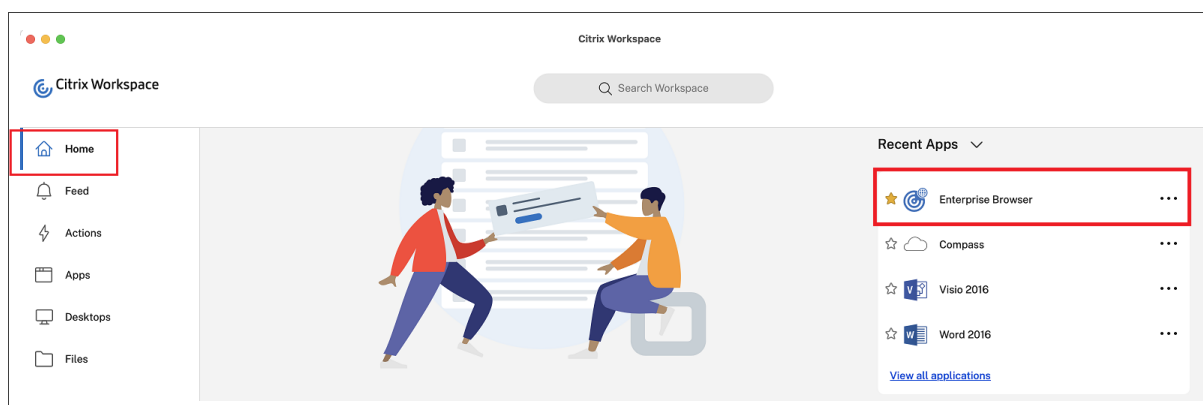 Citrix Workspace
Citrix Workspace
Search Workspace
Home
Feed
Actions
Apps
Desktops
Files
Recent Apps
Enterprise Browser
Compass
Visio 2016
Word 2016
View all applications